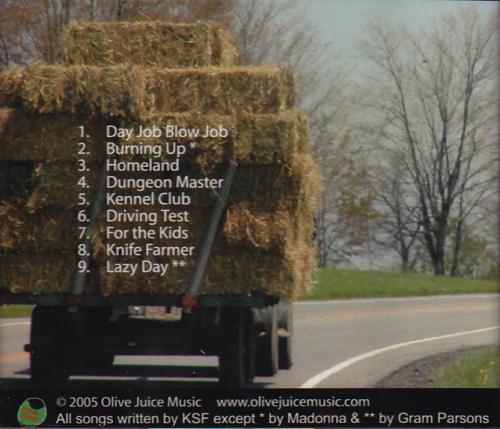 1. Day Job Blow Job
2. Burning Up *
3. Homeland
4. Dungeon Master
5. Kennel Club
6. Driving Test
7. For the Kids
8. Knife Farmer
9. Lazy Day **
© 2005 Olive Juice Music www.olivejuicemusic.com
All songs written by KSF except * by Madonna & ** by Gram Parsons